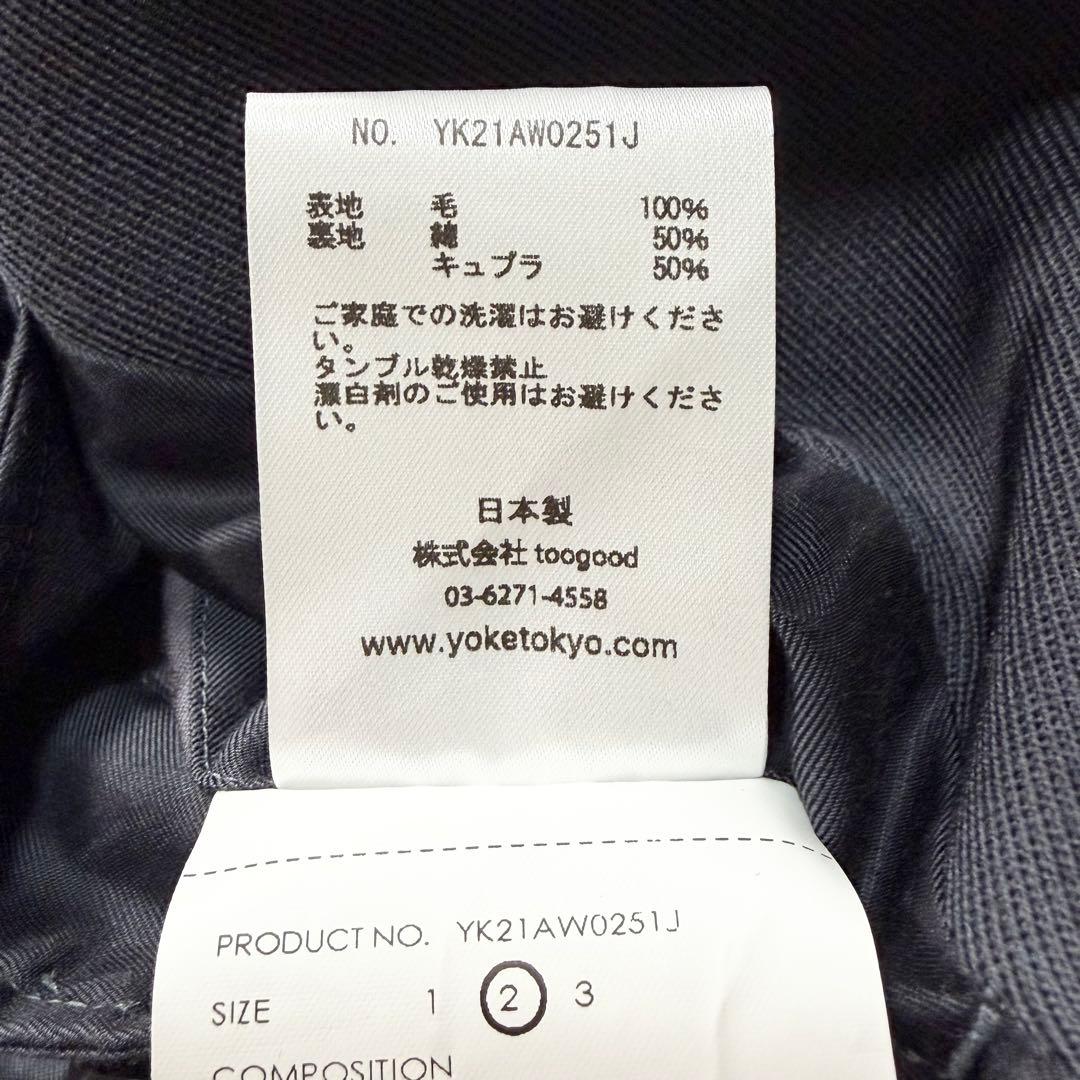 NO. YK21AW0251J
表地 毛 100%
裏地 綿 50%
キュプラ 50%
ご家庭での洗濯はお避けくださ
い。
タンブル乾燥禁止
漂白剤のご使用はお避けくださ
い。
日本製
株式会社 toogood
03-6271-4558
www.yoketokyo.com
PRODUCT NO. YK21AW0251J
SIZE 1 2 3
COMPOSITION